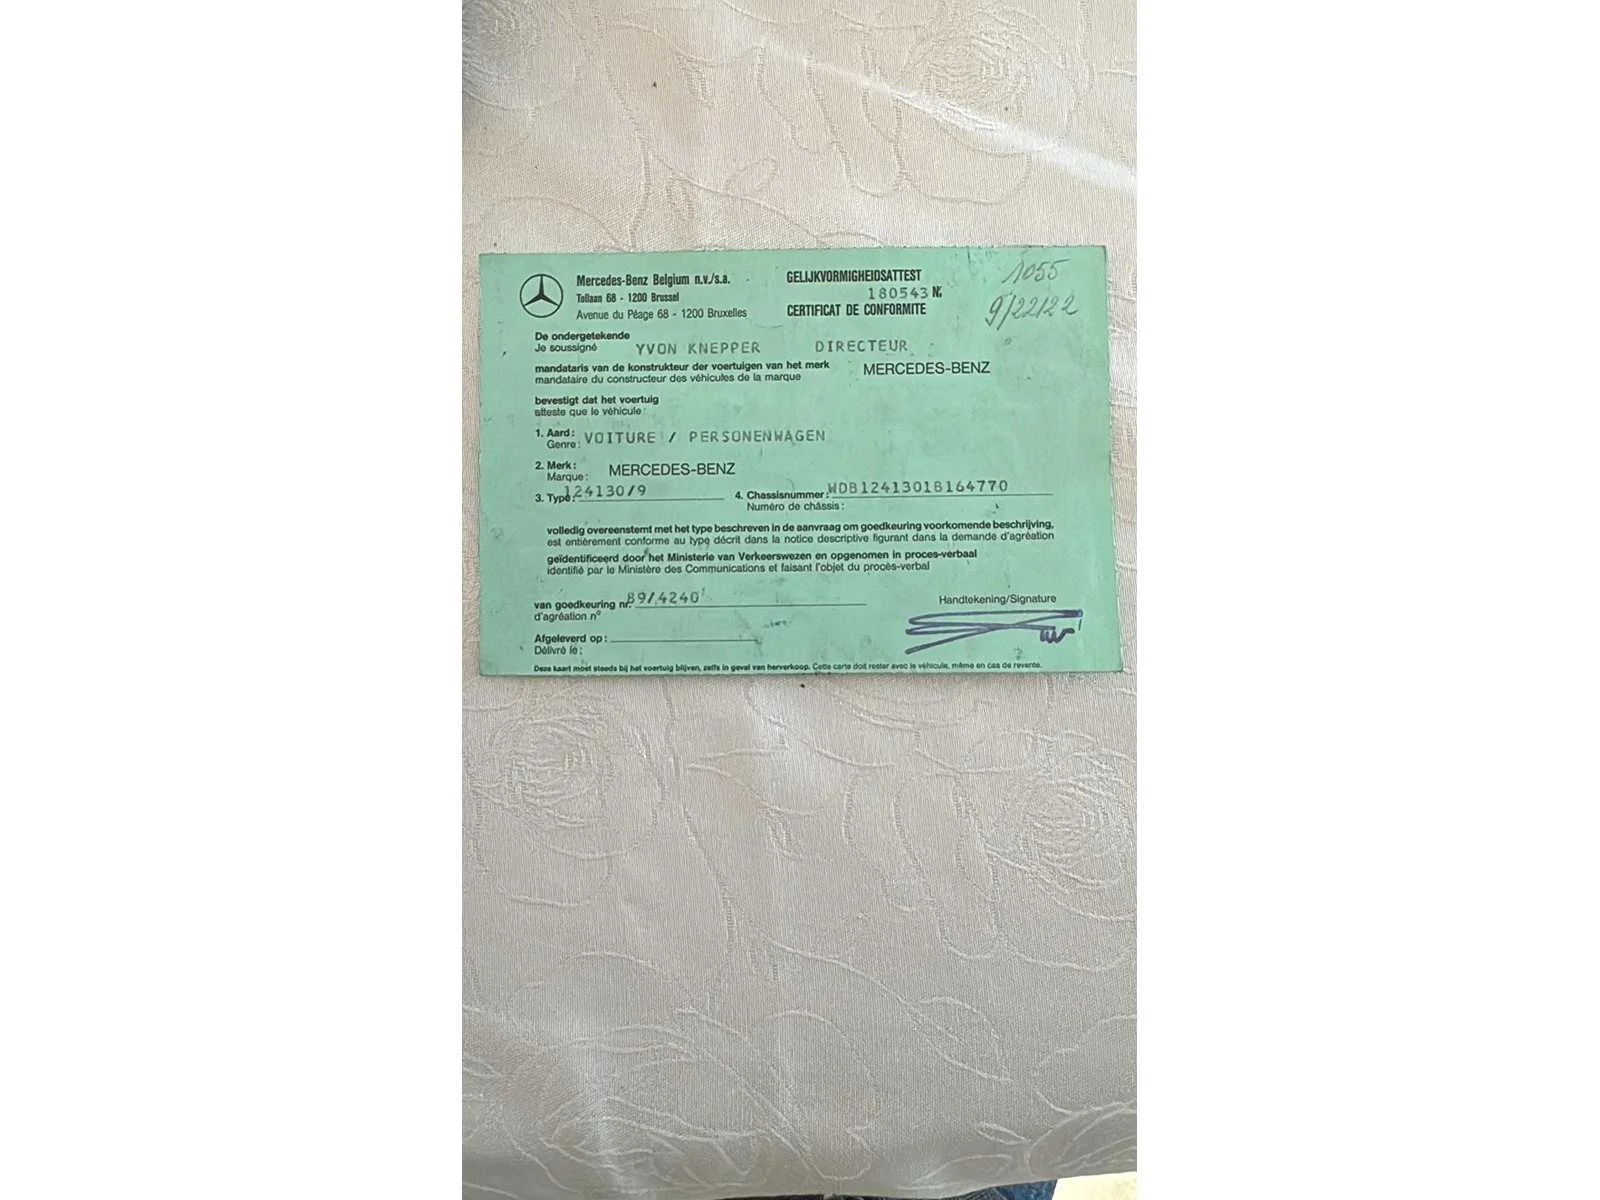 Mercedes-Benz Belgium n.v./s.a.
Tollaan 68 - 1200 Brussel
Avenue du Péage 68 - 1200 Bruxelles
GELIJKVORMIGHEIDSATTEST
180543 Nr.
CERTIFICAT DE CONFORMITE
1055
9/22122
De ondergetekende
Je soussigné YVON KNEPPER DIRECTEUR
mandataris van de konstrukteur der voertuigen van het merk
mandataire du constructeur des véhicules de la marque
MERCEDES-BENZ
bevestigt dat het voertuig
atteste que le véhicule :
1. Aard :
Genre : VOITURE / PERSONENWAGEN
2. Merk :
Marque : MERCEDES-BENZ
3. Type : 124130/9
4. Chassisnummer : WDB1241301B164770
Numéro de châssis :
volledig overeenstemt met het type beschreven in de aanvraag om goedkeuring voorkomende beschrijving,
est entièrement conforme au type décrit dans la notice descriptive figurant dans la demande d'agréation
geïdentificeerd door het Ministerie van Verkeerswezen en opgenomen in proces-verbaal
identifié par le Ministère des Communications et faisant l'objet du procès-verbal
van goedkeuring nr. 89/4240
d'agréation n°
Handtekening/Signature
Afgeleverd op :
Délivré le :
Deze kaart moet steeds bij het voertuig blijven, zelfs in geval van herverkoop. Cette carte doit rester avec le véhicule, même en cas de revente.